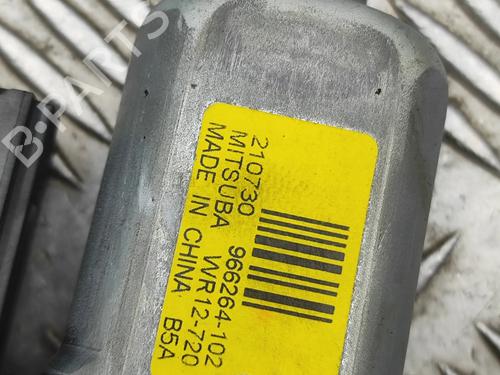 210730 966264-102
MITSUBA WR12-720
MADE IN CHINA B5A
B-PARTS